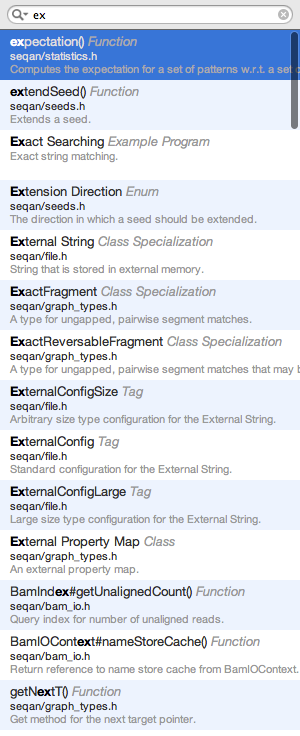 ex
expectation() Function
seqan/statistics.h
Computes the expectation for a set of patterns w.r.t. a set
extendSeed() Function
seqan/seeds.h
Extends a seed.
Exact Searching Example Program
Exact string matching.
Extension Direction Enum
seqan/seeds.h
The direction in which a seed should be extended.
External String Class Specialization
seqan/file.h
String that is stored in external memory.
ExactFragment Class Specialization
seqan/graph_types.h
A type for ungapped, pairwise segment matches.
ExactReversableFragment Class Specialization
seqan/graph_types.h
A type for ungapped, pairwise segment matches that may
ExternalConfigSize Tag
seqan/file.h
Arbitrary size type configuration for the External String.
ExternalConfig Tag
seqan/file.h
Standard configuration for the External String.
ExternalConfigLarge Tag
seqan/file.h
Large size type configuration for the External String.
External Property Map Class
seqan/graph_types.h
An external property map.
BamIndex#getUnalignedCount() Function
seqan/bam_io.h
Query index for number of unaligned reads.
BamIOContext#nameStoreCache() Function
seqan/bam_io.h
Return reference to name store cache from BamIOContext.
getNextT() Function
seqan/graph_types.h
Get method for the next target pointer.